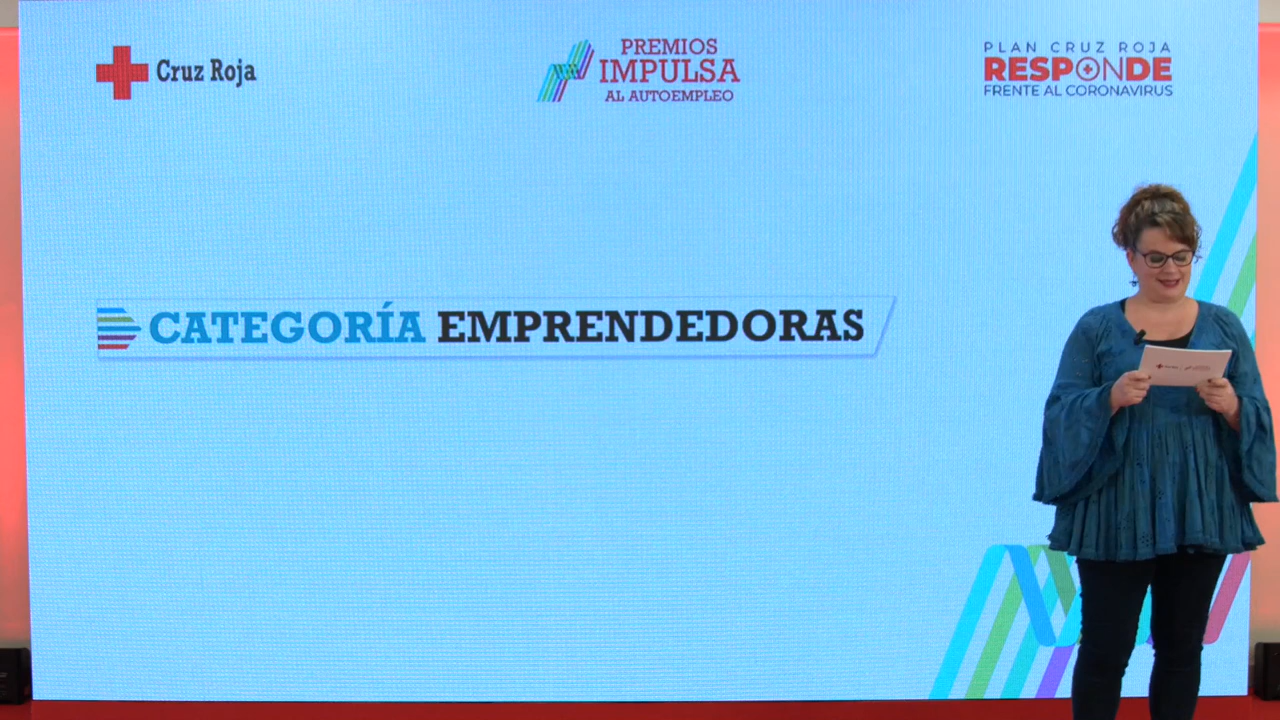 Cruz Roja
PREMIOS
IMPULSA
AL AUTOEMPLEO
PLAN CRUZ ROJA
RESPONDE
FRENTE AL CORONAVIRUS
CATEGORÍA EMPRENDEDORAS